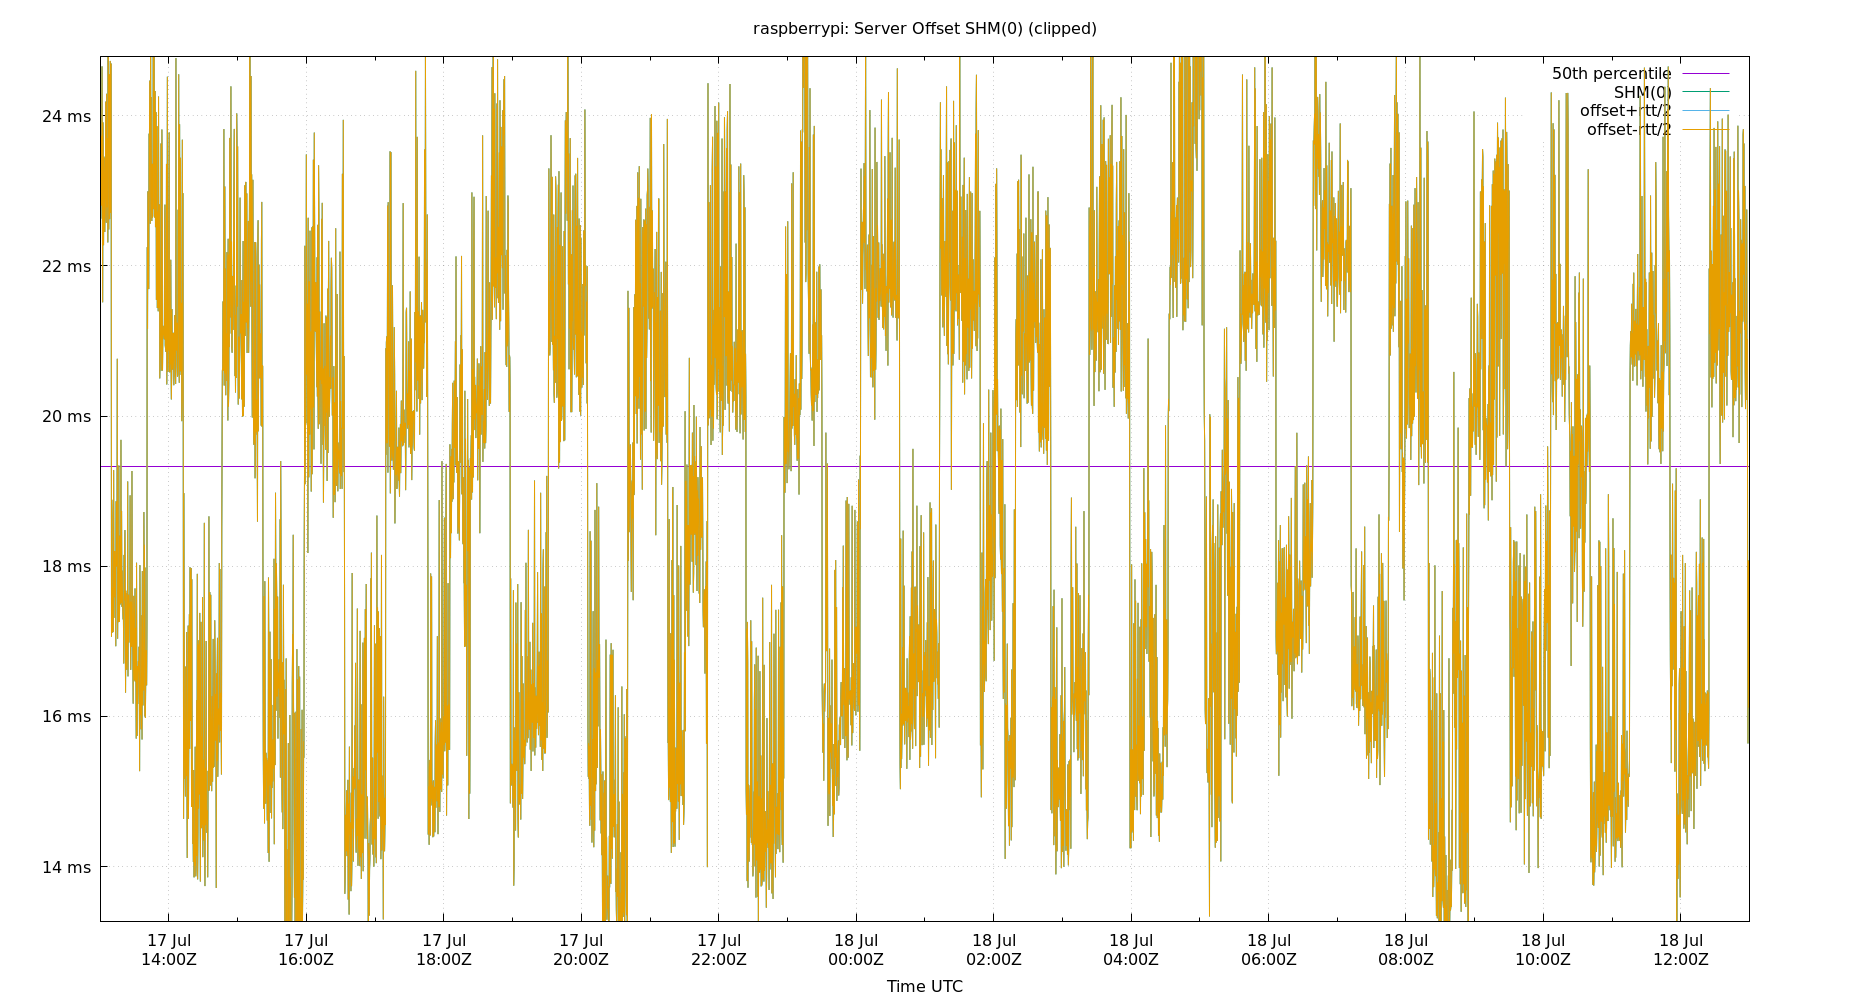 raspberrypi: Server Offset SHM(0) (clipped)
50th percentile
SHM(0)
offset+rtt/2
offset-rtt/2
24 ms
22 ms
20 ms
18 ms
16 ms
14 ms
17 Jul 17 Jul 17 Jul 17 Jul 17 Jul 18 Jul 18 Jul 18 Jul 18 Jul 18 Jul 18 Jul 18 Jul
14:00Z 16:00Z 18:00Z 20:00Z 22:00Z 00:00Z 02:00Z 04:00Z 06:00Z 08:00Z 10:00Z 12:00Z
Time UTC